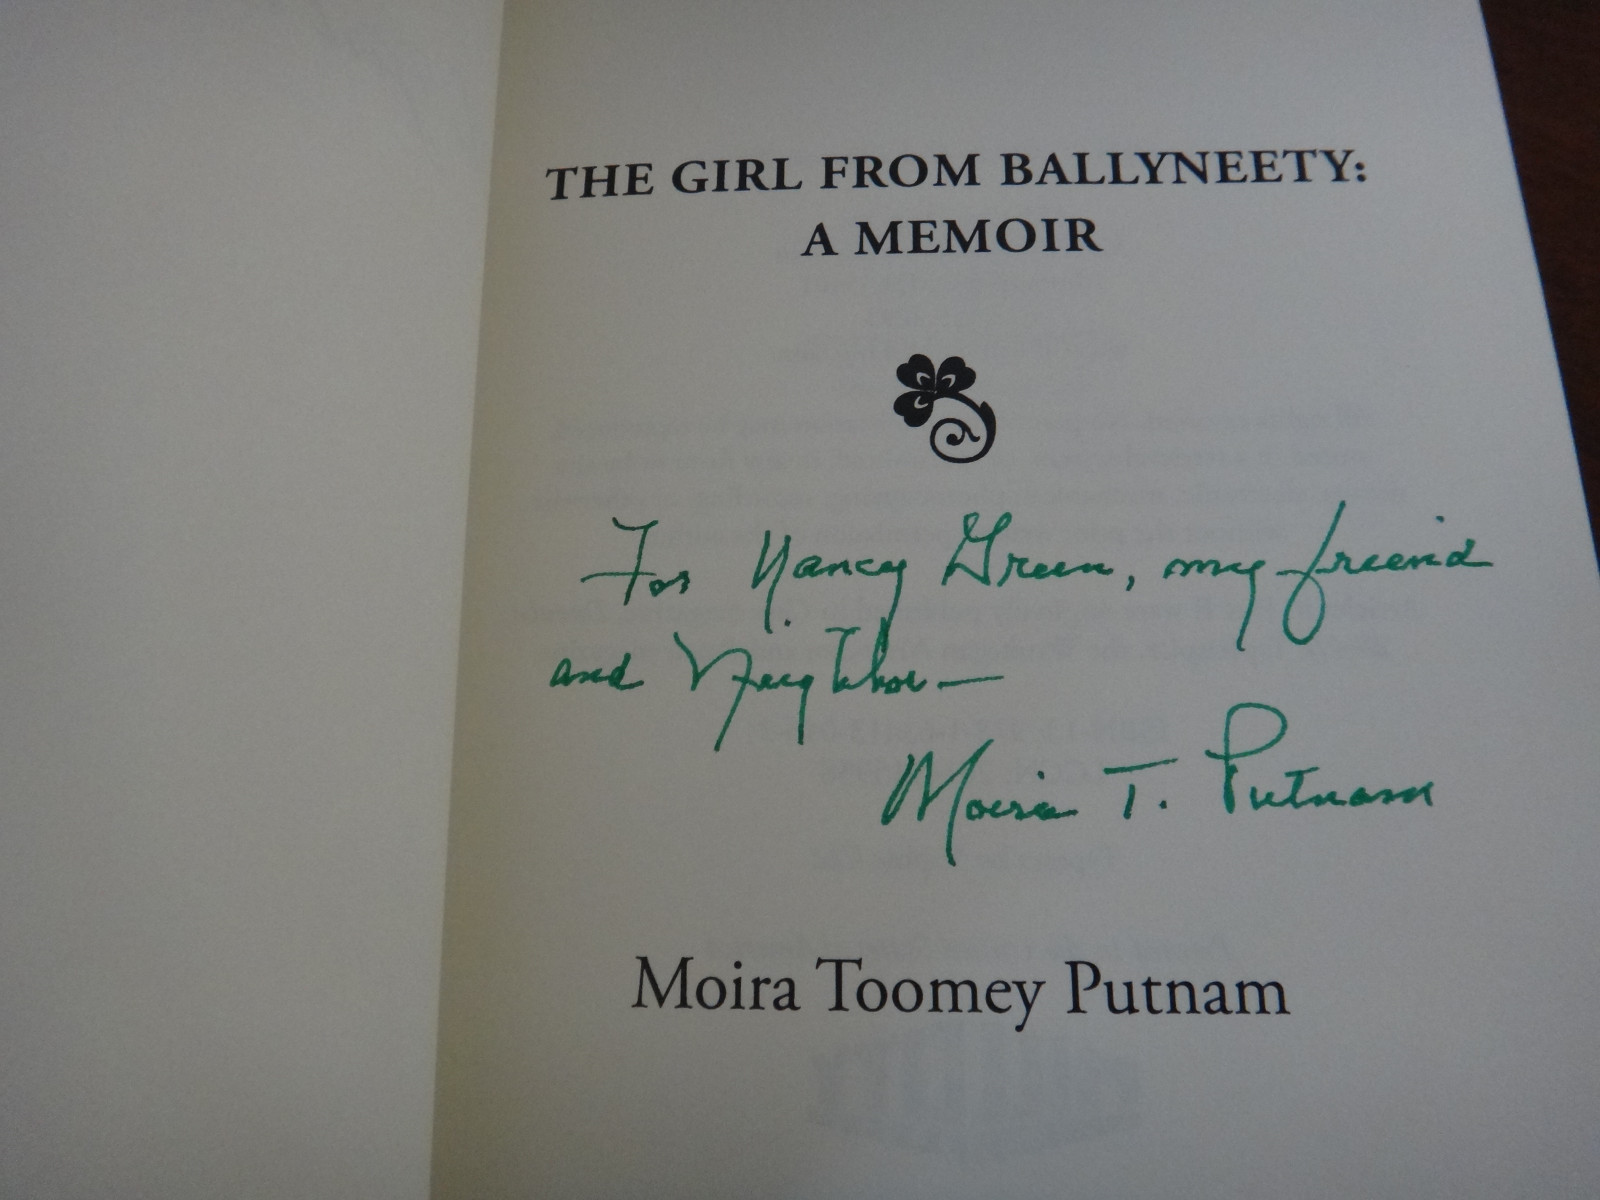 THE GIRL FROM BALLYNEETY:
A MEMOIR
For Nancy Green, my friend
and Neighbor —
Moira T. Putnam
Moira Toomey Putnam